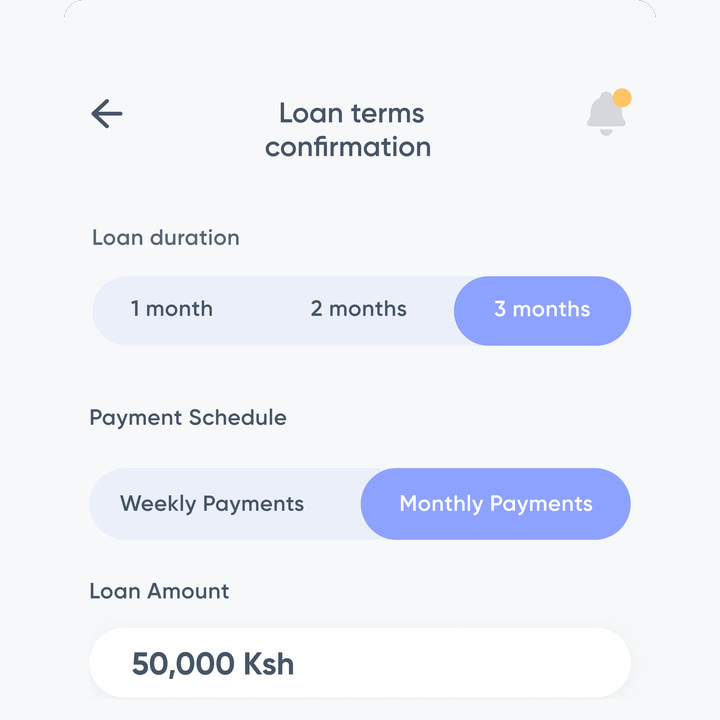 Loan terms
confirmation
Loan duration
1 month 2 months 3 months
Payment Schedule
Weekly Payments Monthly Payments
Loan Amount
50,000 Ksh